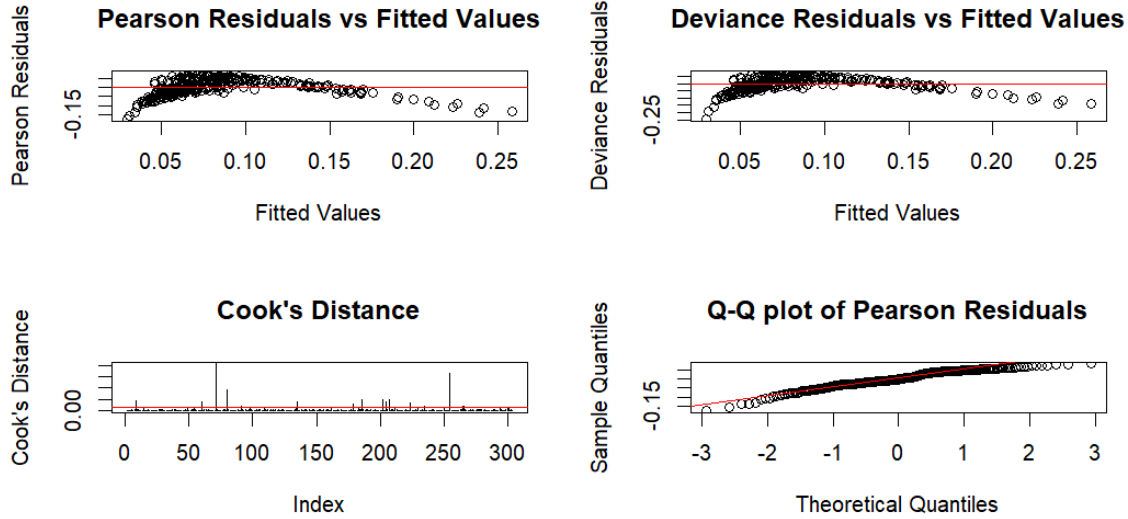 Pearson Residuals vs Fitted Values
Pearson Residuals
-0.15
0.05 0.10 0.15 0.20 0.25
Fitted Values
Deviance Residuals vs Fitted Values
Deviance Residuals
-0.25
0.05 0.10 0.15 0.20 0.25
Fitted Values
Cook's Distance
Cook's Distance
0.00
0 50 100 150 200 250 300
Index
Q-Q plot of Pearson Residuals
Sample Quantiles
-0.15
-3 -2 -1 0 1 2 3
Theoretical Quantiles